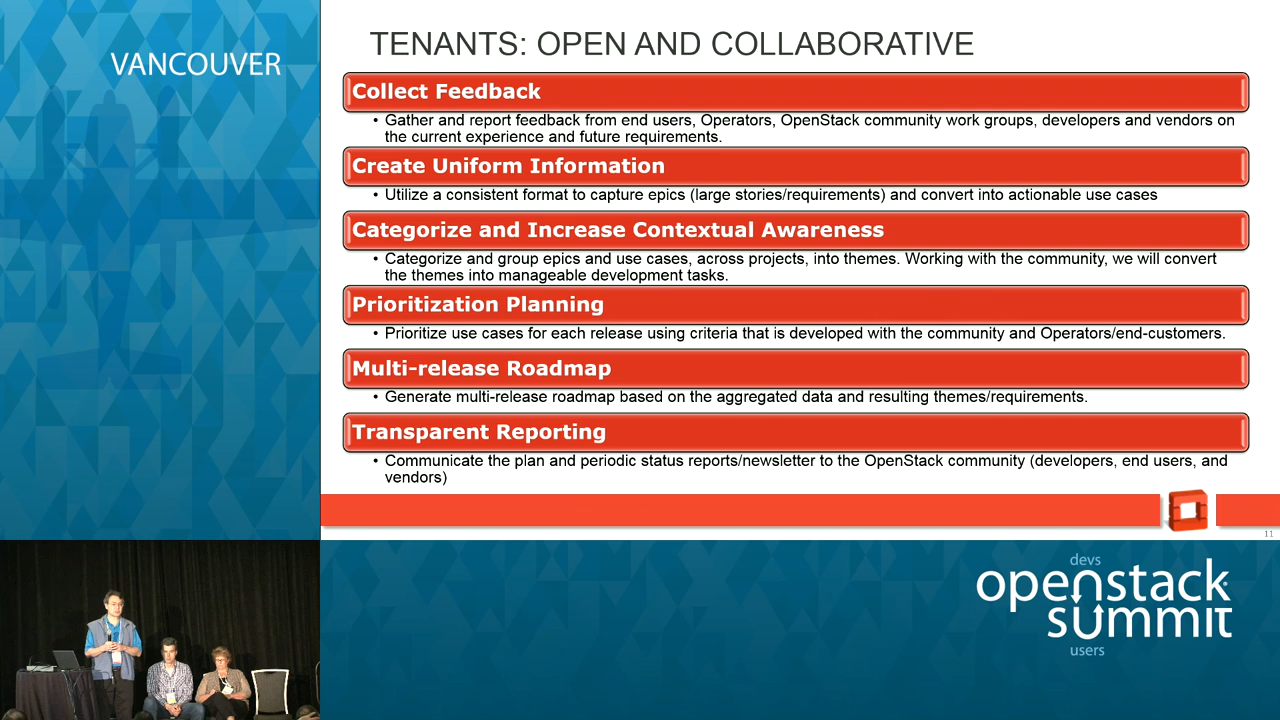 VANCOUVER
TENANTS: OPEN AND COLLABORATIVE
Collect Feedback
• Gather and report feedback from end users, Operators, OpenStack community work groups, developers and vendors on
the current experience and future requirements.
Create Uniform Information
• Utilize a consistent format to capture epics (large stories/requirements) and convert into actionable use cases
Categorize and Increase Contextual Awareness
• Categorize and group epics and use cases, across projects, into themes. Working with the community, we will convert
the themes into manageable development tasks.
Prioritization Planning
• Prioritize use cases for each release using criteria that is developed with the community and Operators/end-customers.
Multi-release Roadmap
• Generate multi-release roadmap based on the aggregated data and resulting themes/requirements.
Transparent Reporting
• Communicate the plan and periodic status reports/newsletter to the OpenStack community (developers, end users, and
vendors)
11
devs
openstack
summit
users